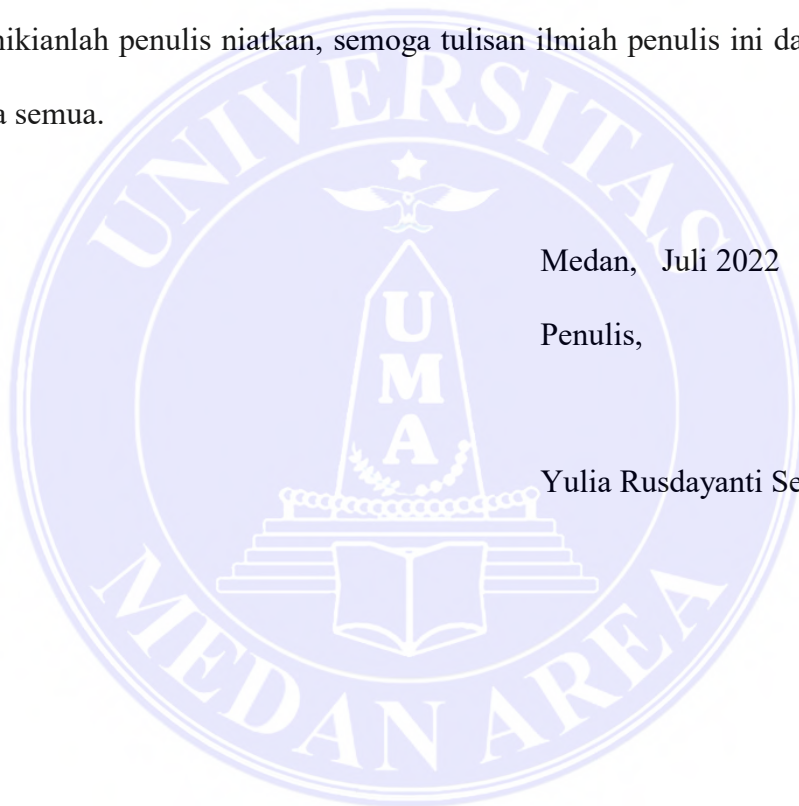 nikianlah penulis niatkan, semoga tulisan ilmiah penulis ini da
a semua.
UNIVERSITAS
Medan, Juli 2022
Penulis,
UMA
Yulia Rusdayanti Se
MEDAN AREA